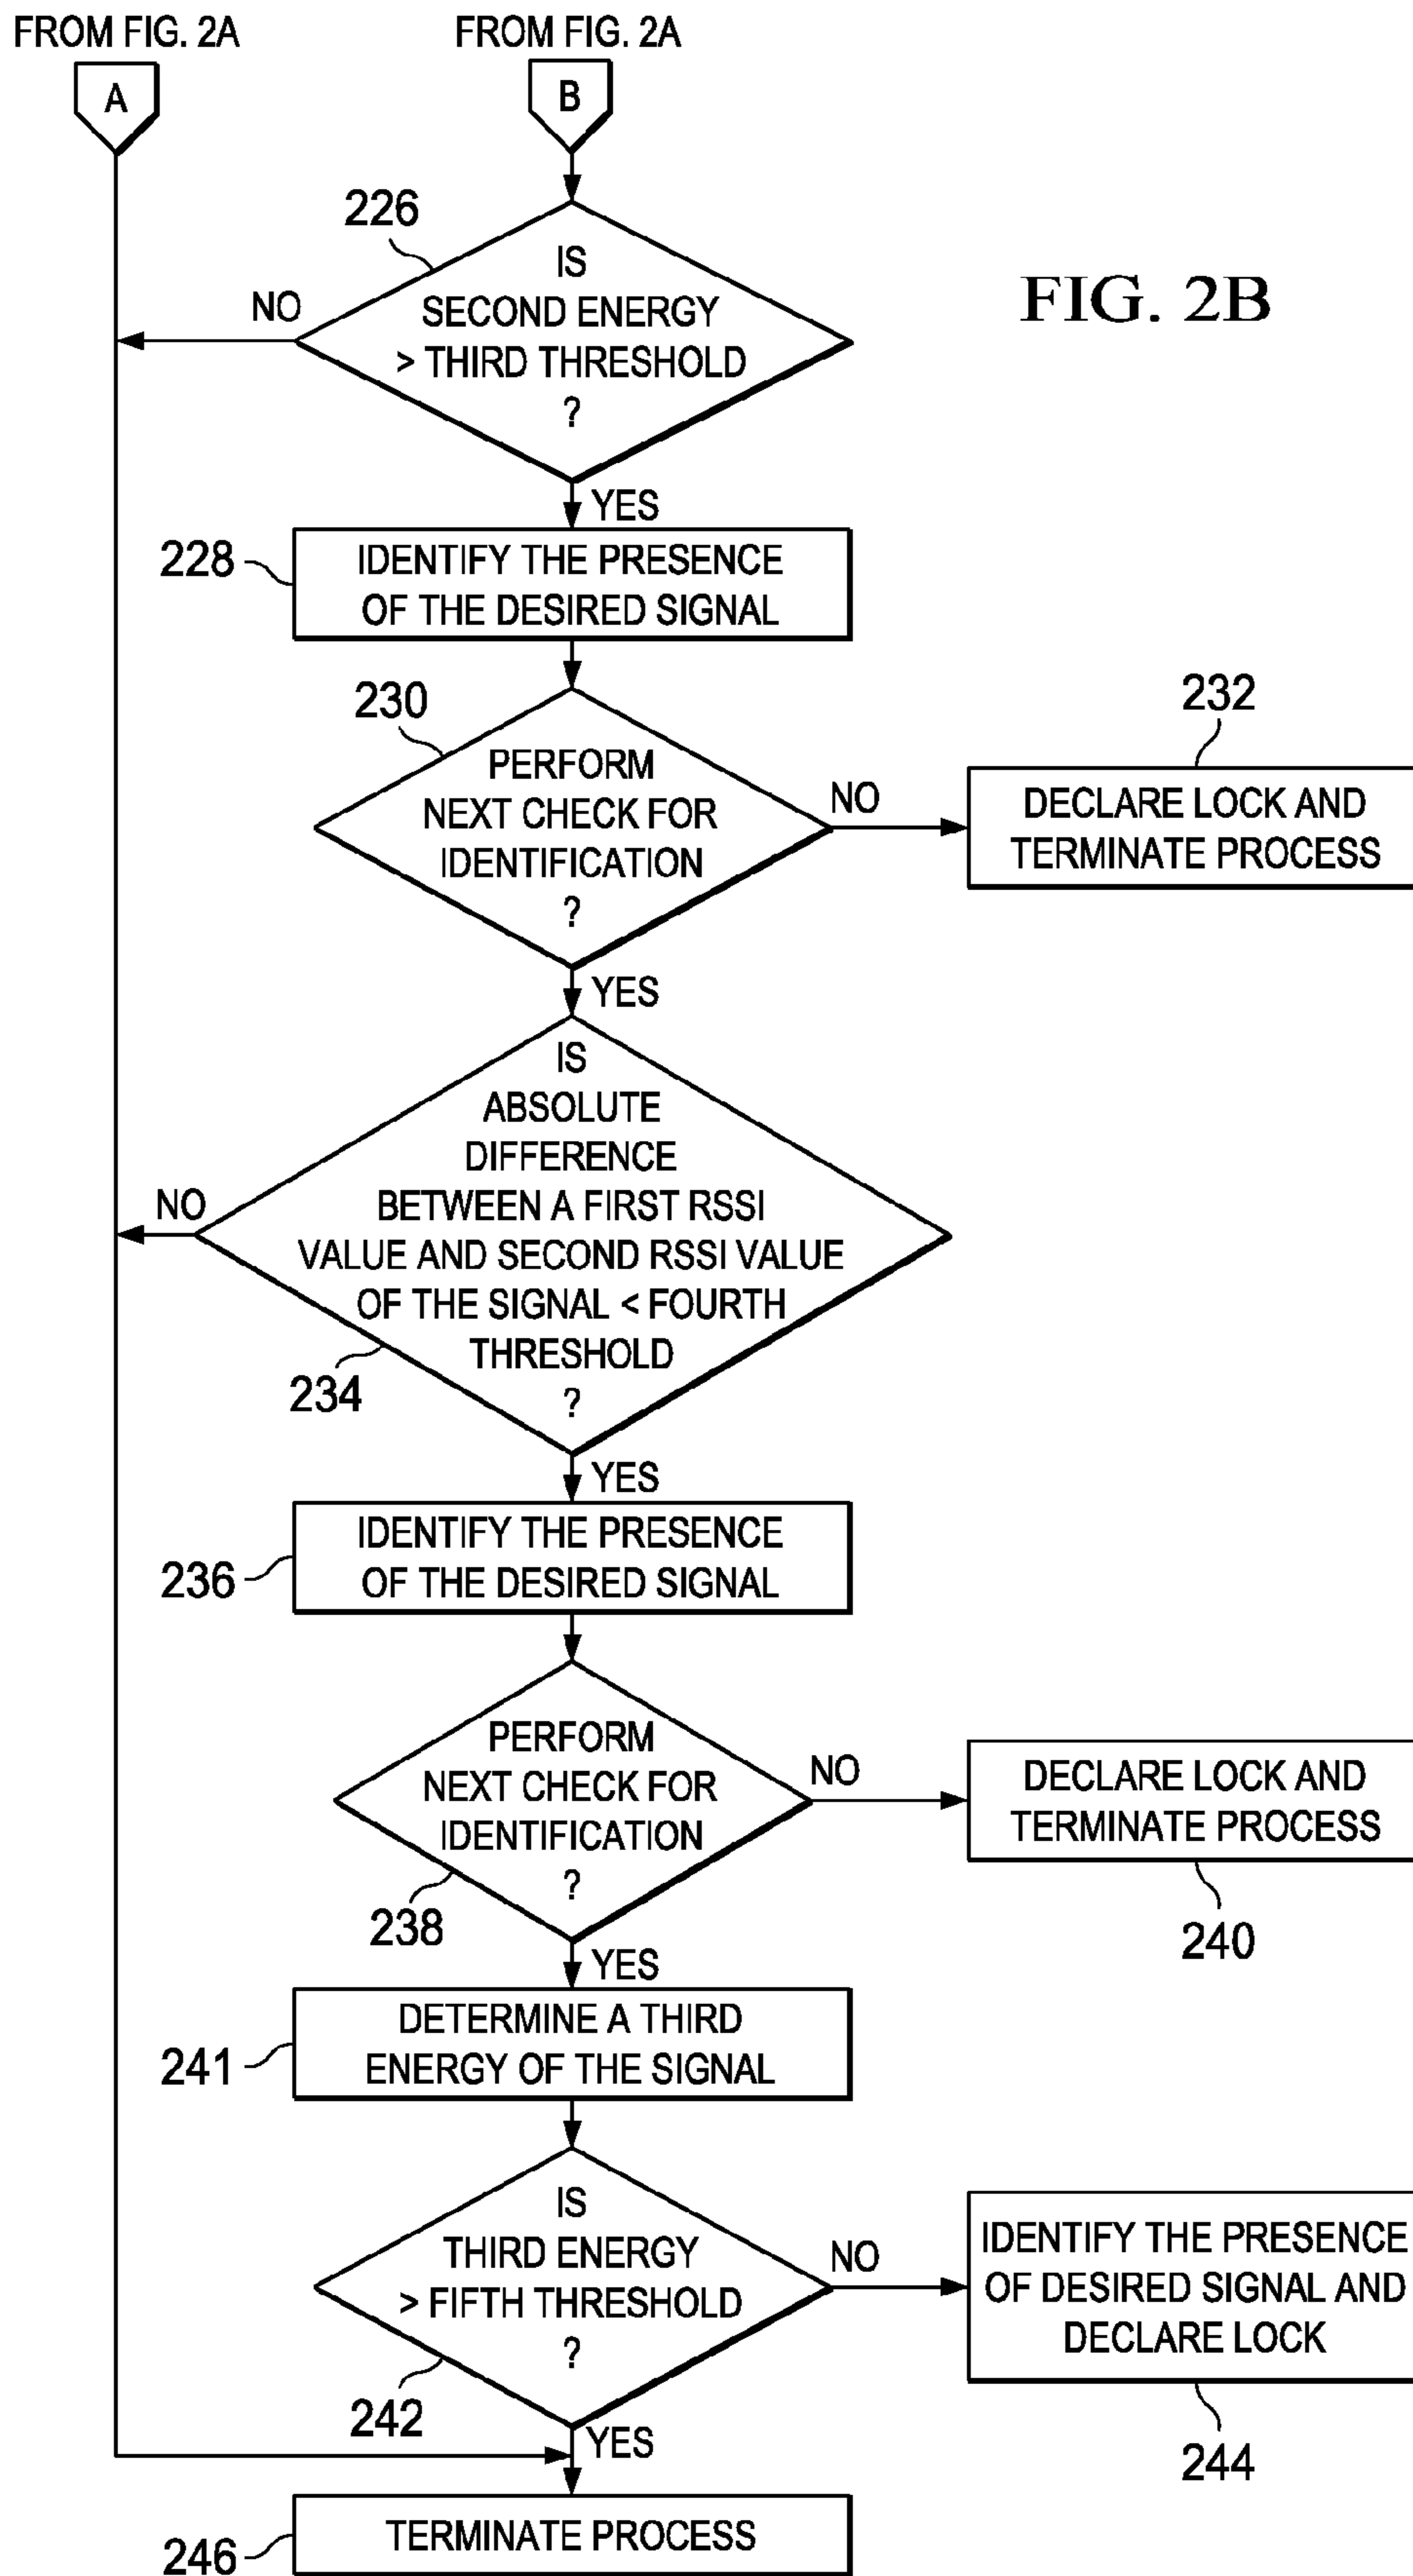 FROM FIG. 2A
FROM FIG. 2A
A
B
226
IS
SECOND ENERGY
> THIRD THRESHOLD
?
NO
FIG. 2B
YES
228
IDENTIFY THE PRESENCE
OF THE DESIRED SIGNAL
230
PERFORM
NEXT CHECK FOR
IDENTIFICATION
?
NO
232
DECLARE LOCK AND
TERMINATE PROCESS
YES
IS
ABSOLUTE
DIFFERENCE
BETWEEN A FIRST RSSI
VALUE AND SECOND RSSI VALUE
OF THE SIGNAL < FOURTH
THRESHOLD
?
NO
234
YES
236
IDENTIFY THE PRESENCE
OF THE DESIRED SIGNAL
PERFORM
NEXT CHECK FOR
IDENTIFICATION
?
238
NO
DECLARE LOCK AND
TERMINATE PROCESS
240
YES
241
DETERMINE A THIRD
ENERGY OF THE SIGNAL
IS
THIRD ENERGY
> FIFTH THRESHOLD
?
242
NO
IDENTIFY THE PRESENCE
OF DESIRED SIGNAL AND
DECLARE LOCK
244
YES
246
TERMINATE PROCESS